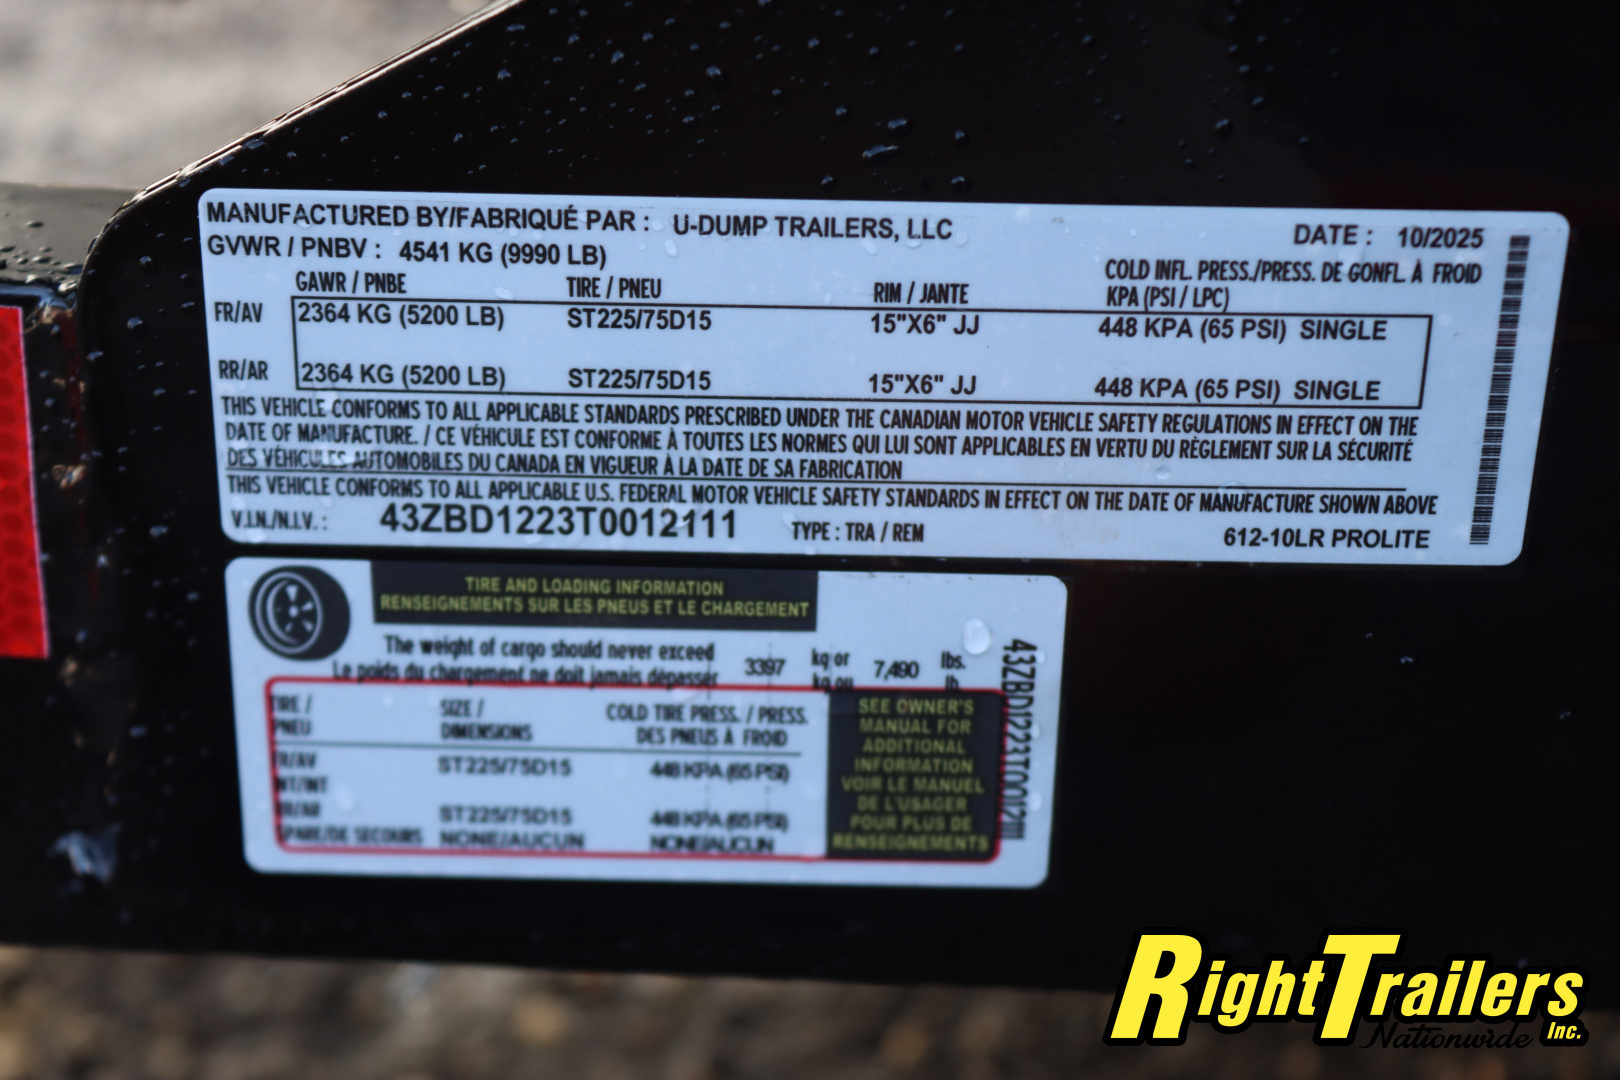 MANUFACTURED BY/FABRIQUÉ PAR : U-DUMP TRAILERS, LLC DATE : 10/2025
GVWR / PNBV : 4541 KG (9990 LB)
COLD INFL. PRESS./PRESS. DE GONFL. À FROID
GAWR / PNBE TIRE / PNEU RIM / JANTE KPA (PSI / LPC)
FR/AV 2364 KG (5200 LB) ST225/75D15 15"X6" JJ 448 KPA (65 PSI) SINGLE
RR/AR 2364 KG (5200 LB) ST225/75D15 15"X6" JJ 448 KPA (65 PSI) SINGLE
THIS VEHICLE CONFORMS TO ALL APPLICABLE STANDARDS PRESCRIBED UNDER THE CANADIAN MOTOR VEHICLE SAFETY REGULATIONS IN EFFECT ON THE
DATE OF MANUFACTURE. / CE VÉHICULE EST CONFORME À TOUTES LES NORMES QUI LUI SONT APPLICABLES EN VERTU DU RÈGLEMENT SUR LA SÉCURITÉ
DES VÉHICULES AUTOMOBILES DU CANADA EN VIGUEUR À LA DATE DE SA FABRICATION
THIS VEHICLE CONFORMS TO ALL APPLICABLE U.S. FEDERAL MOTOR VEHICLE SAFETY STANDARDS IN EFFECT ON THE DATE OF MANUFACTURE SHOWN ABOVE
V.I.N./N.I.V. : 43ZBD1223T0012111 TYPE : TRA / REM 612-10LR PROLITE
TIRE AND LOADING INFORMATION
RENSEIGNEMENTS SUR LES PNEUS ET LE CHARGEMENT
The weight of cargo should never exceed 3397 kg or 7,490 lbs.
Le poids du chargement ne doit jamais dépasser kg ou lb
TIRE / SIZE / COLD TIRE PRESS. / PRESS.
PNEU DIMENSIONS DES PNEUS À FROID
FR/AV ST225/75D15 448 KPA (65 PSI)
INT/INT
RR/AR ST225/75D15 448 KPA (65 PSI)
SPARE/DE SECOURS NONE/AUCUN NONE/AUCUN
SEE OWNER'S
MANUAL FOR
ADDITIONAL
INFORMATION
VOIR LE MANUEL
DE L'USAGER
POUR PLUS DE
RENSEIGNEMENTS
43ZBD1223T0012111
RightTrailers
Nationwide Inc.